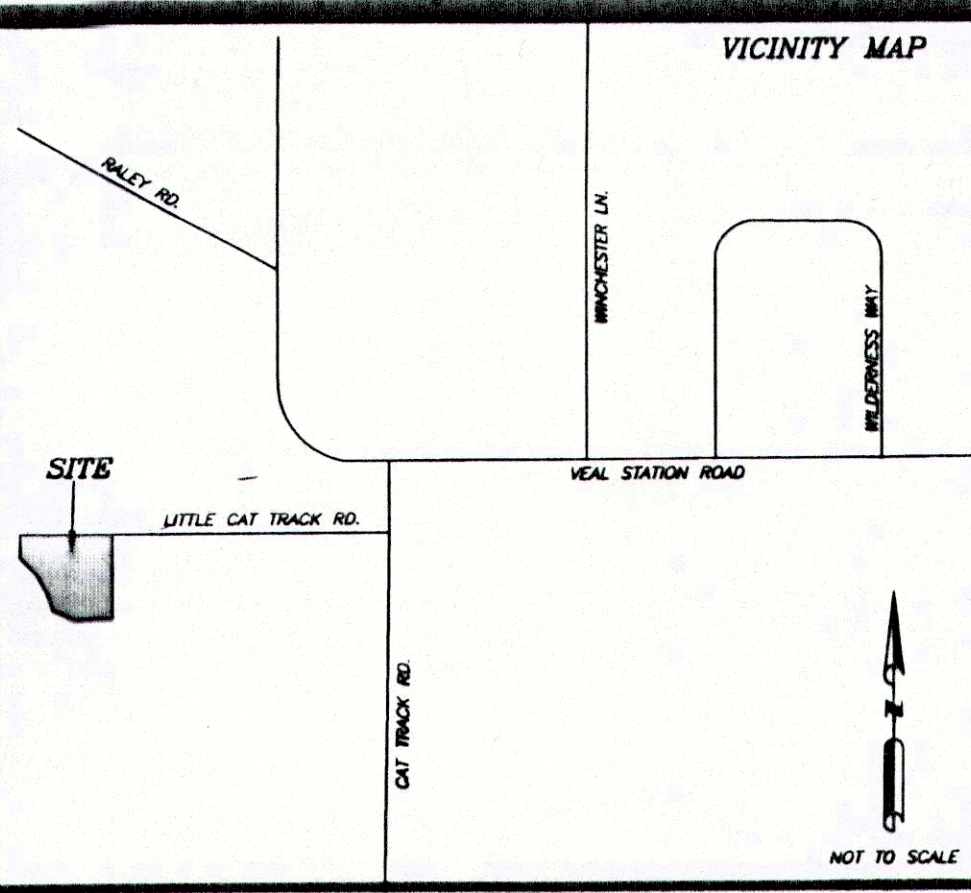 VICINITY MAP
RALEY RD.
WINCHESTER LN.
WILDERNESS WAY
SITE
VEAL STATION ROAD
LITTLE CAT TRACK RD.
CAT TRACK RD.
N
NOT TO SCALE